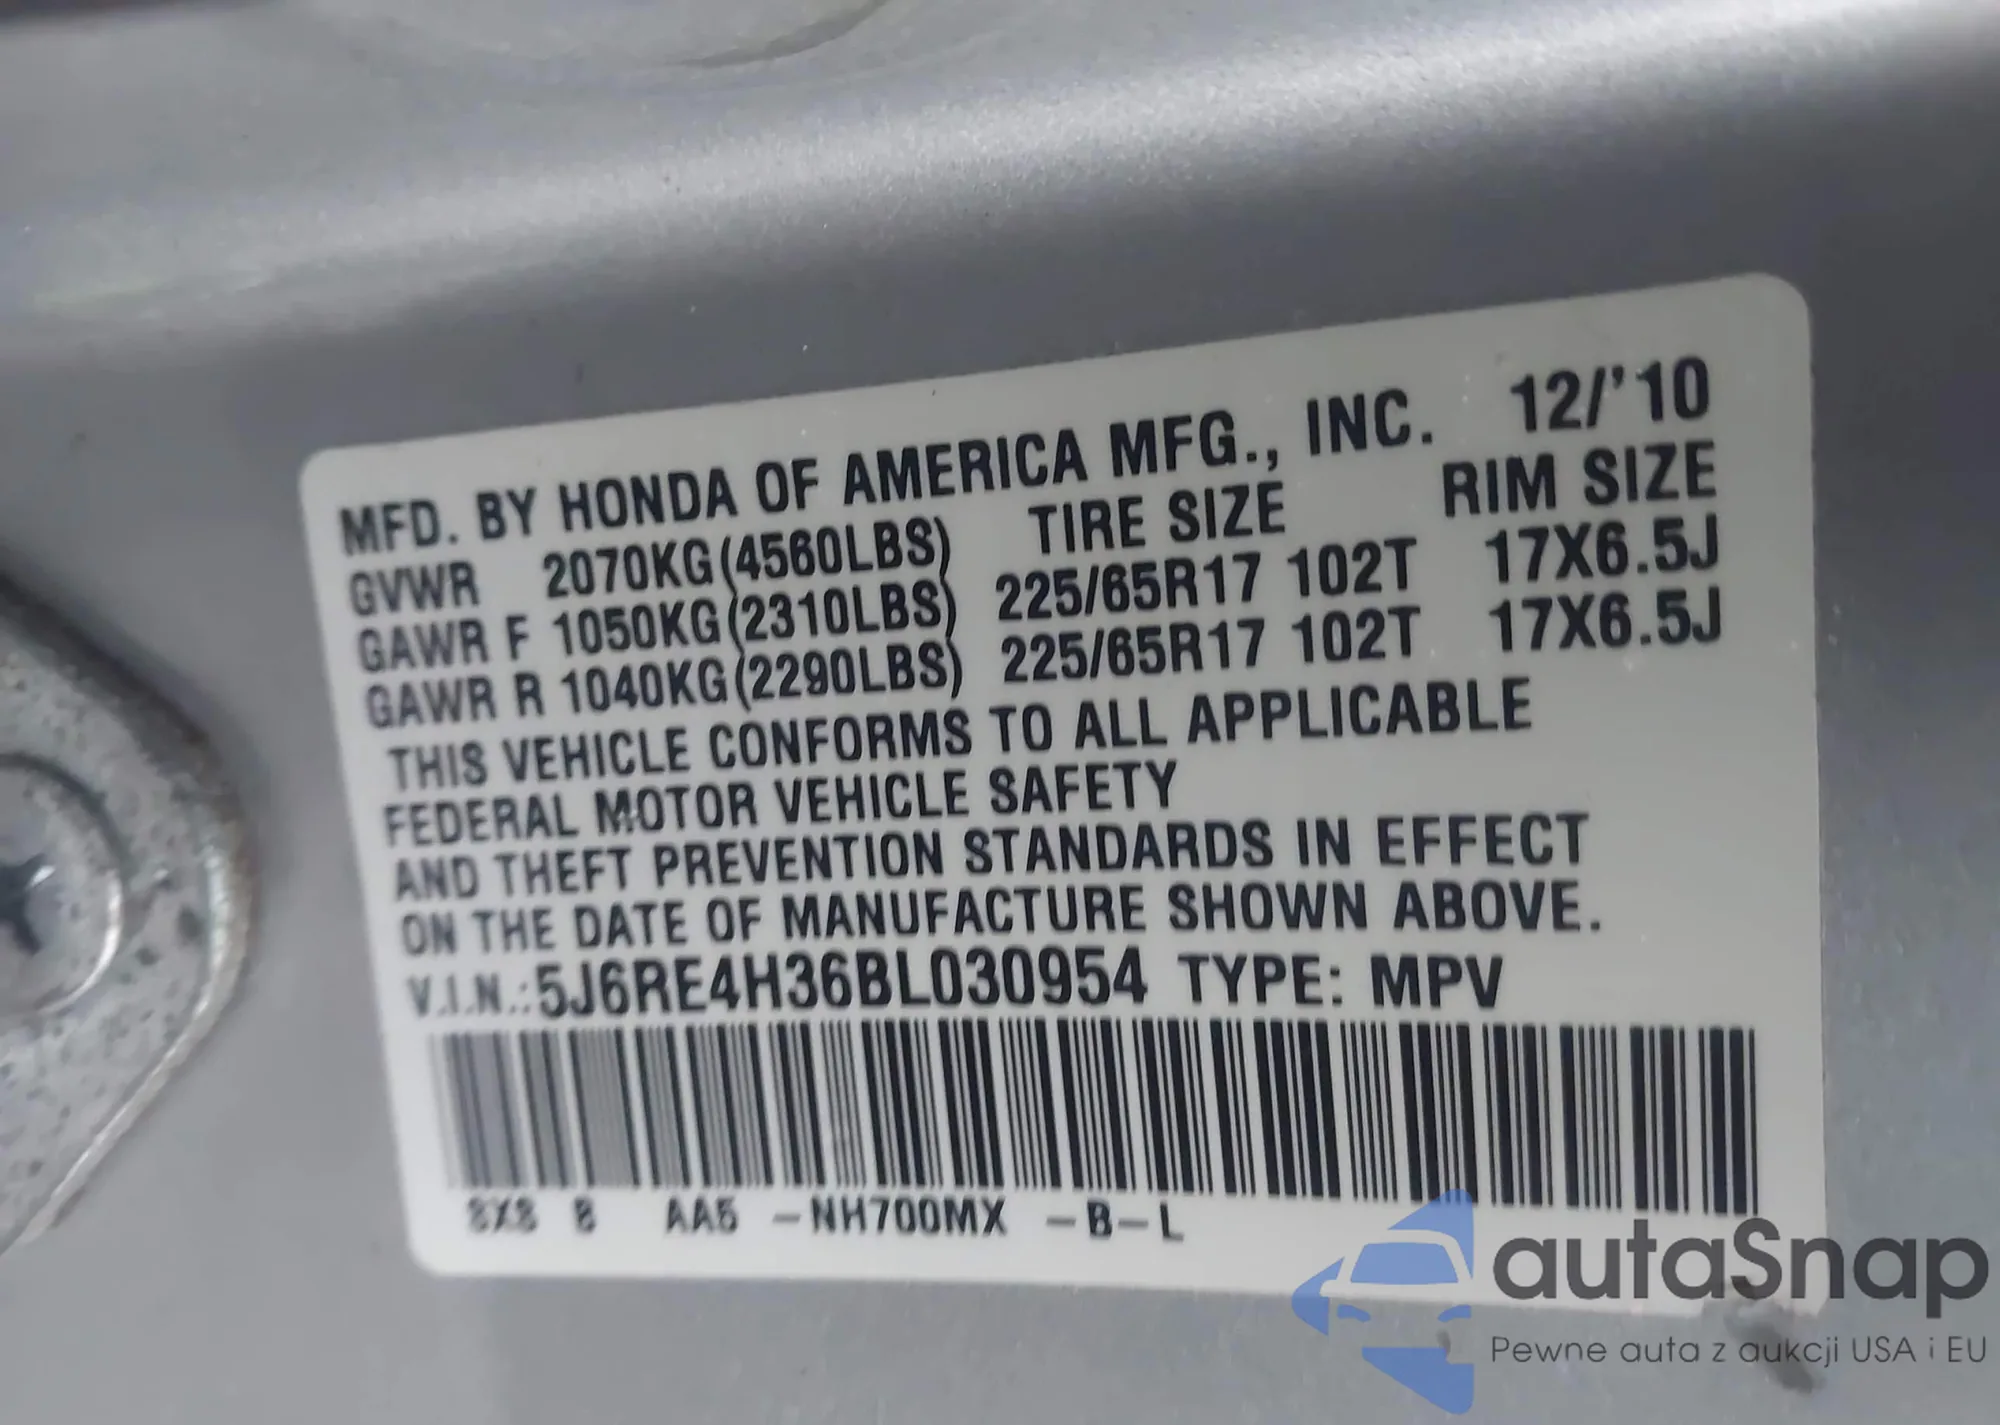 MFD. BY HONDA OF AMERICA MFG., INC. 12/'10
GVWR 2070KG(4560LBS) TIRE SIZE RIM SIZE
GAWR F 1050KG(2310LBS) 225/65R17 102T 17X6.5J
GAWR R 1040KG(2290LBS) 225/65R17 102T 17X6.5J
THIS VEHICLE CONFORMS TO ALL APPLICABLE
FEDERAL MOTOR VEHICLE SAFETY
AND THEFT PREVENTION STANDARDS IN EFFECT
ON THE DATE OF MANUFACTURE SHOWN ABOVE.
V.I.N.:5J6RE4H36BL030954 TYPE: MPV
8X8 8 AA5 -NH700MX -B-L
autaSnap
Pewne auta z aukcji USA i EU